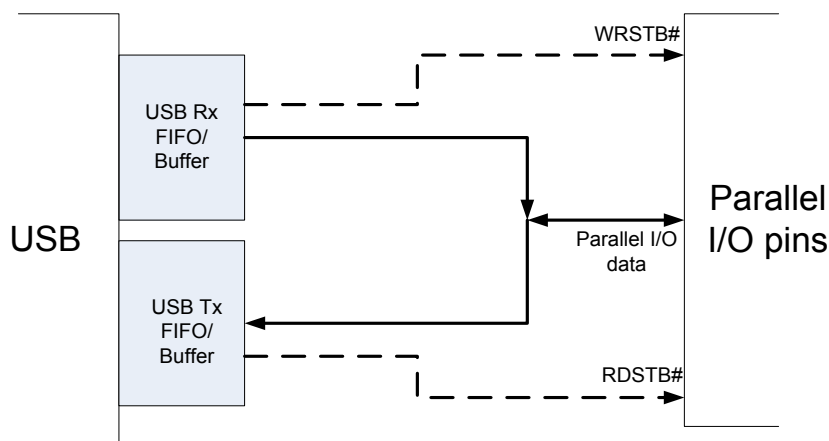 WRSTB#
USB Rx
FIFO/
Buffer
USB
Parallel
I/O pins
Parallel I/O
data
USB Tx
FIFO/
Buffer
RDSTB#